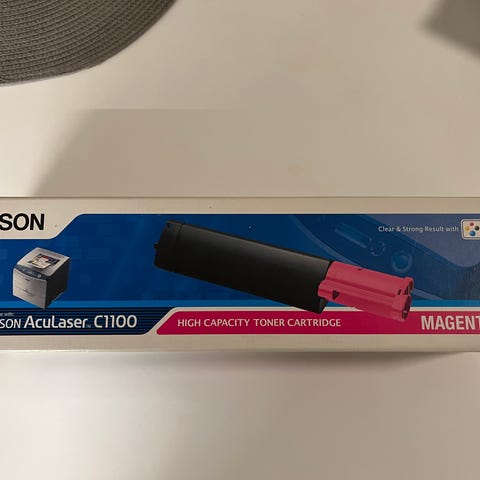 SON
Clear & Strong Result with
SON AcuLaser C1100
HIGH CAPACITY TONER CARTRIDGE
MAGENT